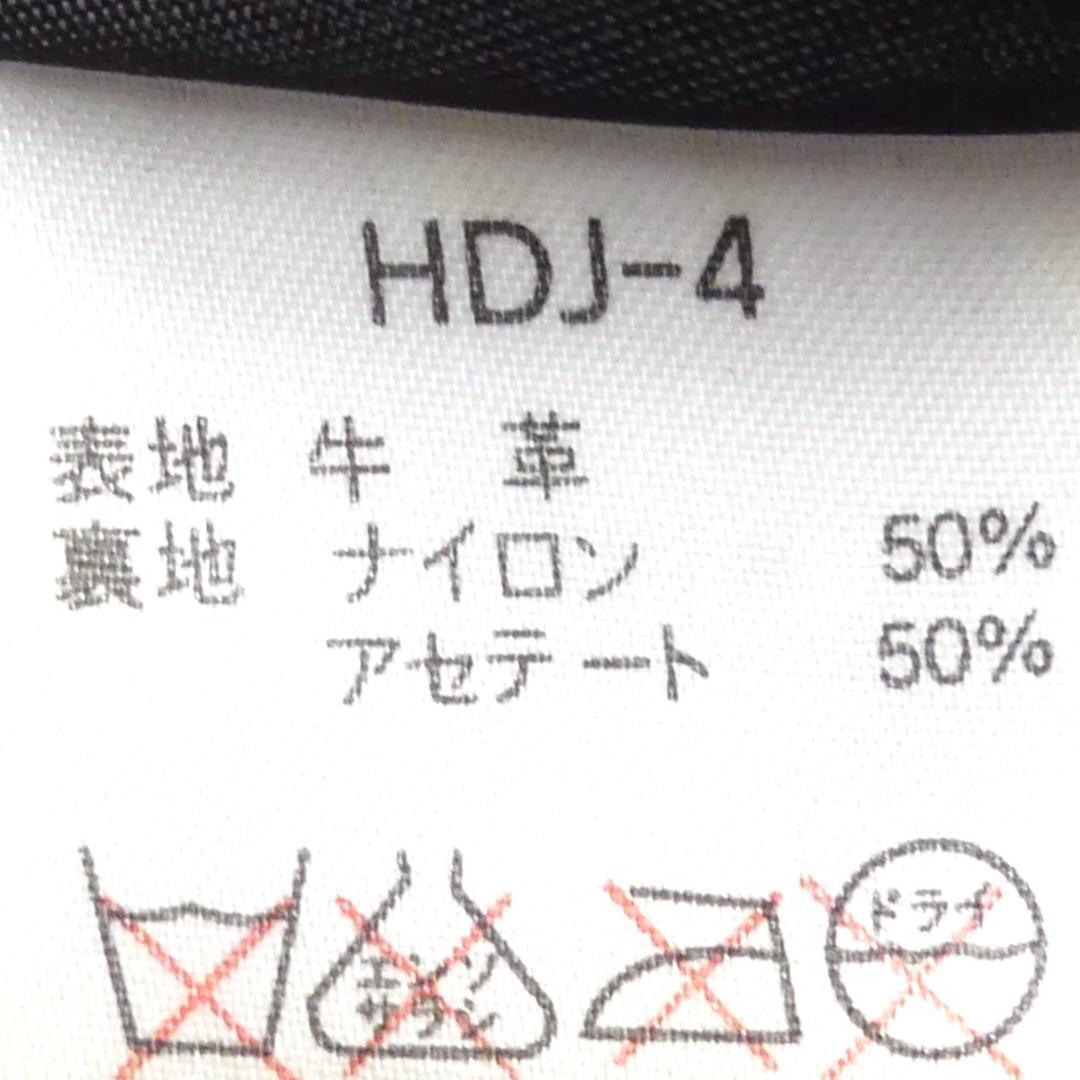 HDJ-4
表地 牛 革
裏地 ナイロン 50%
アセテート 50%
エンソ
サラシ
ドライ